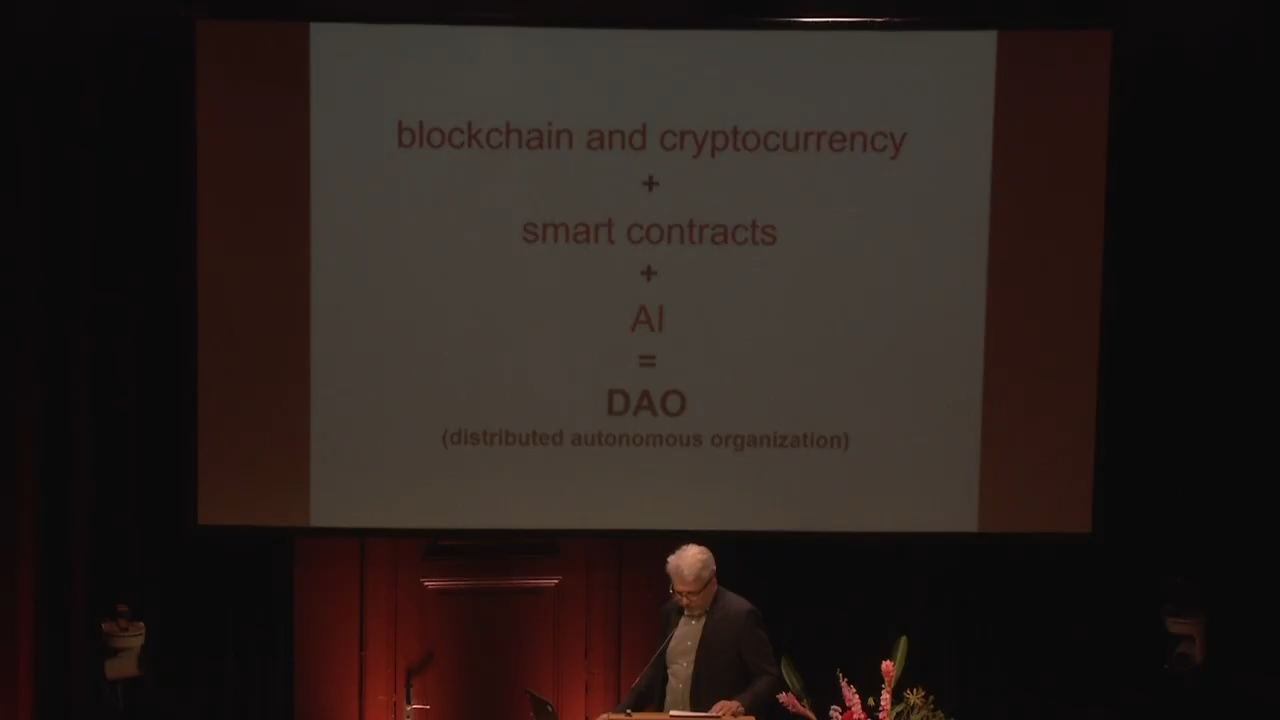 blockchain and cryptocurrency
+
smart contracts
+
AI
=
DAO
(distributed autonomous organization)